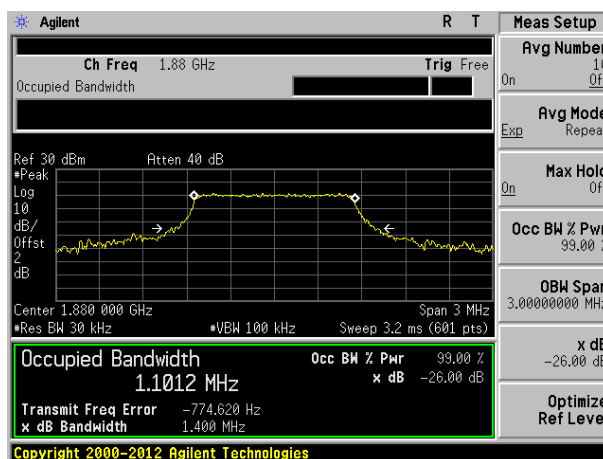 Agilent R T
Meas Setup
Ch Freq 1.88 GHz Trig Free
Occupied Bandwidth
Avg Number
On
Avg Mode
Exp Repea
Max Hold
On
Occ BW % Pwr
99.00
OBW Span
3.00000000 MHz
x dB
-26.00 dB
Optimize
Ref Level
Ref 30 dBm Atten 40 dB
#Peak
Log
10
dB/
Offst
2
dB
Center 1.880 000 GHz Span 3 MHz
#Res BW 30 kHz #VBW 100 kHz Sweep 3.2 ms (601 pts)
Occupied Bandwidth Occ BW % Pwr 99.00 %
1.1012 MHz x dB -26.00 dB
Transmit Freq Error -774.620 Hz
x dB Bandwidth 1.400 MHz
Copyright 2000-2012 Agilent Technologies